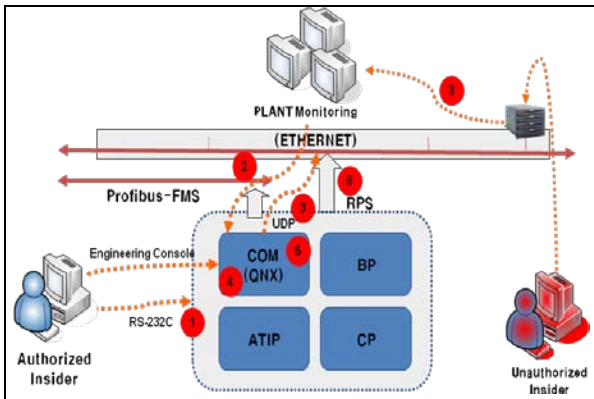 3
PLANT Monitoring
(ETHERNET)
2
6
Profibus-FMS
3
RPS
UDP
Engineering Console
COM
(QNX)
5
4
BP
RS-232C
1
ATIP
CP
Authorized
Insider
Unauthorized
Insider